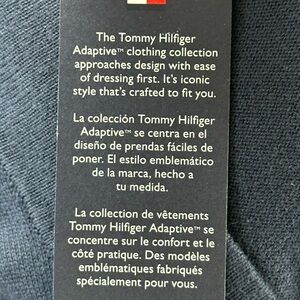 The Tommy Hilfiger
Adaptive™ clothing collection
approaches design with ease
of dressing first. It's iconic
style that's crafted to fit you.
La colección Tommy Hilfiger
Adaptive™ se centra en el
diseño de prendas fáciles de
poner. El estilo emblemático
de la marca, hecho a
tu medida.
La collection de vêtements
Tommy Hilfiger Adaptive™ se
concentre sur le confort et le
côté pratique. Des modèles
emblématiques fabriqués
spécialement pour vous.